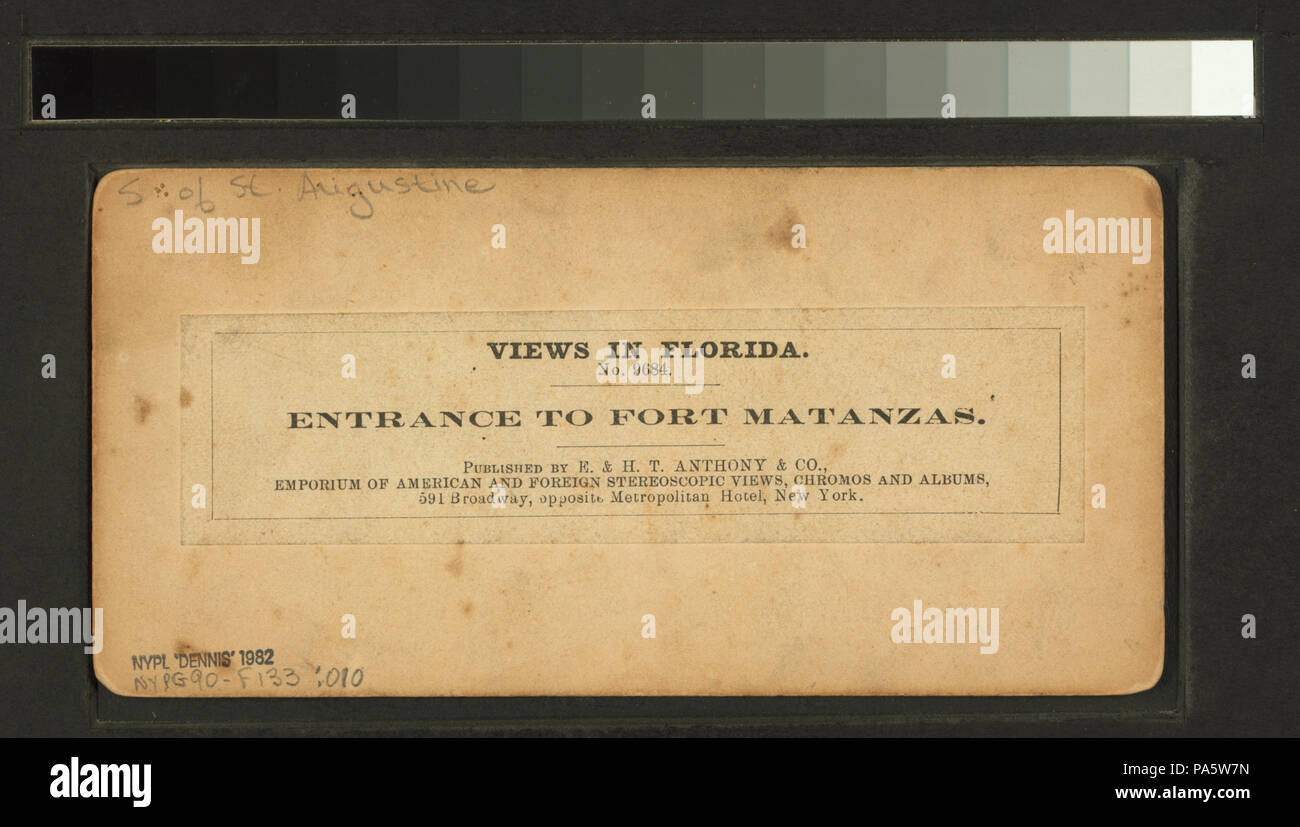 S. of St. Augustine
VIEWS IN FLORIDA.
No. 9684.
ENTRANCE TO FORT MATANZAS.
PUBLISHED BY E. & H. T. ANTHONY & CO.,
EMPORIUM OF AMERICAN AND FOREIGN STEREOSCOPIC VIEWS, CHROMOS AND ALBUMS,
591 Broadway, opposite Metropolitan Hotel, New York.
NYPL 'DENNIS' 1982
NYPG90-F133 :010
alamy
alamy
alamy
alamy
a alamy
Image ID: PA5W7N
www.alamy.com